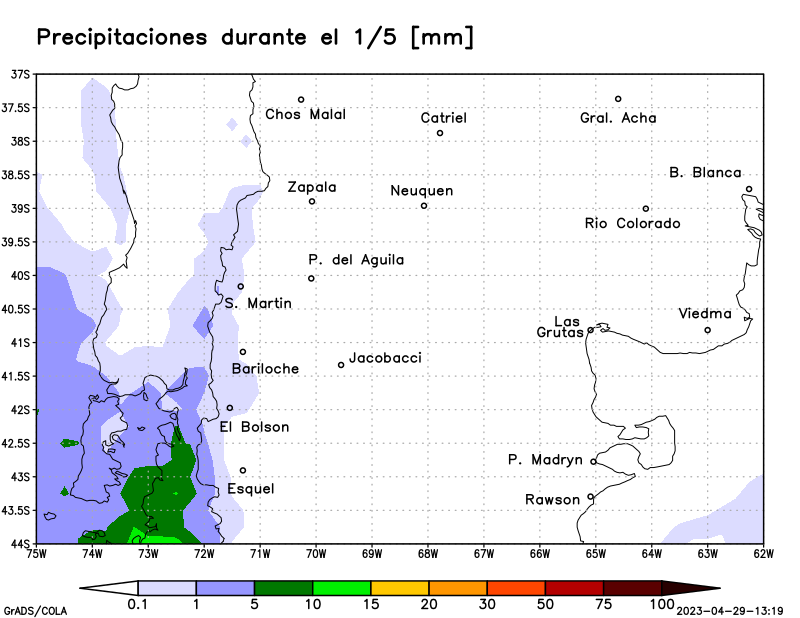 Precipitaciones durante el 1/5 [mm]
37S
Chos Malal
Catriel
Gral. Acha
37.5S
38S
B. Blanca
38.5S
Zapala
Neuquen
39S
Rio Colorado
39.5S
P. del Aguila
40S
S. Martin
40.5S
Viedma
Las
Grutas
41S
Jacobacci
Bariloche
41.5S
42S
El Bolson
42.5S
P. Madryn
43S
Esquel
Rawson
43.5S
44S
75W 74W 73W 72W 71W 70W 69W 68W 67W 66W 65W 64W 63W 62W
0.1 1 5 10 15 20 30 50 75 100
GrADS/COLA
2023-04-29-13:19